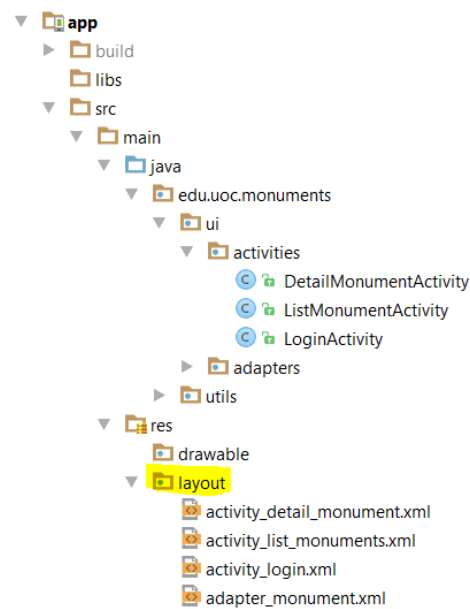 app
build
libs
src
main
java
edu.uoc.monuments
ui
activities
DetailMonumentActivity
ListMonumentActivity
LoginActivity
adapters
utils
res
drawable
layout
activity_detail_monument.xml
activity_list_monuments.xml
activity_login.xml
adapter_monument.xml